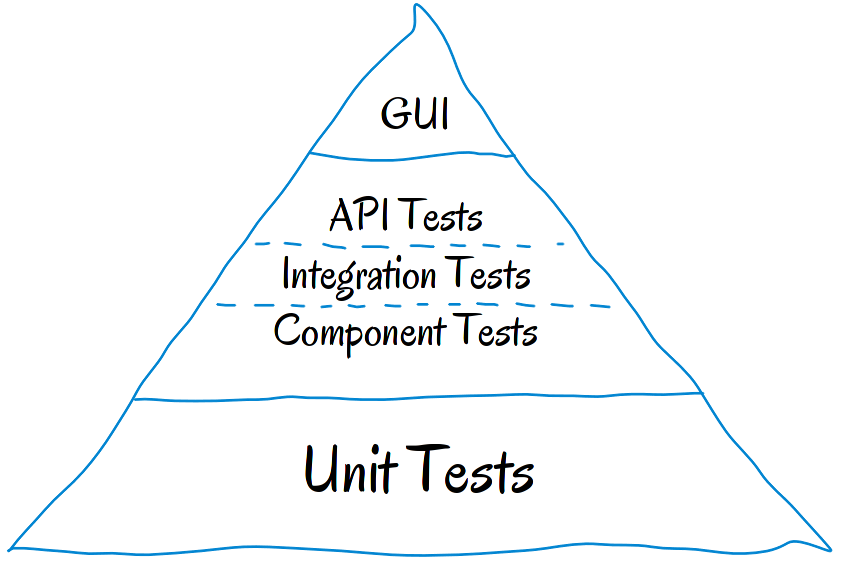 GUI
API Tests
Integration Tests
Component Tests
Unit Tests